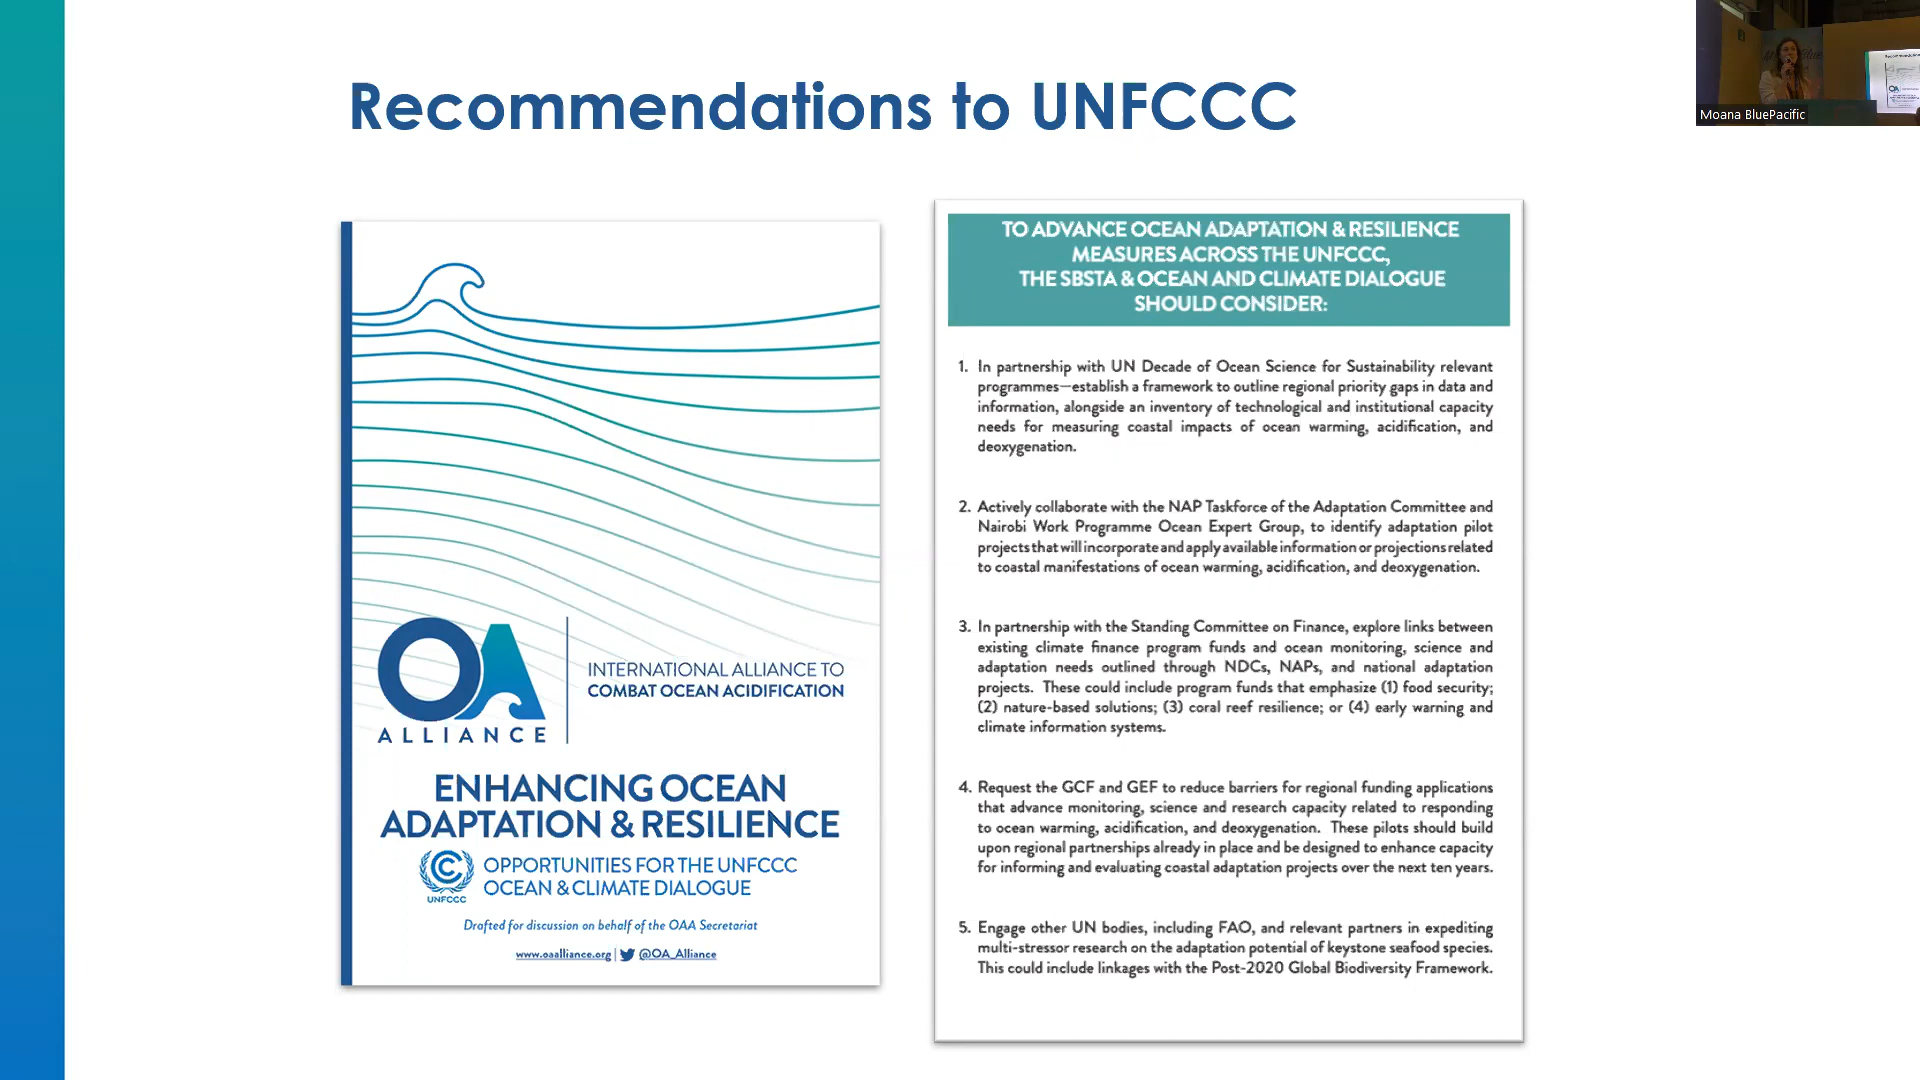 Recommendations to UNFCCC
Moana BluePacific
OA
ALLIANCE
INTERNATIONAL ALLIANCE TO
COMBAT OCEAN ACIDIFICATION
ENHANCING OCEAN
ADAPTATION & RESILIENCE
UNFCCC
OPPORTUNITIES FOR THE UNFCCC
OCEAN & CLIMATE DIALOGUE
Drafted for discussion on behalf of the OAA Secretariat
www.oaalliance.org | @OA_Alliance
TO ADVANCE OCEAN ADAPTATION & RESILIENCE
MEASURES ACROSS THE UNFCCC,
THE SBSTA & OCEAN AND CLIMATE DIALOGUE
SHOULD CONSIDER:
1. In partnership with UN Decade of Ocean Science for Sustainability relevant
programmes—establish a framework to outline regional priority gaps in data and
information, alongside an inventory of technological and institutional capacity
needs for measuring coastal impacts of ocean warming, acidification, and
deoxygenation.
2. Actively collaborate with the NAP Taskforce of the Adaptation Committee and
Nairobi Work Programme Ocean Expert Group, to identify adaptation pilot
projects that will incorporate and apply available information or projections related
to coastal manifestations of ocean warming, acidification, and deoxygenation.
3. In partnership with the Standing Committee on Finance, explore links between
existing climate finance program funds and ocean monitoring, science and
adaptation needs outlined through NDCs, NAPs, and national adaptation
projects. These could include program funds that emphasize (1) food security;
(2) nature-based solutions; (3) coral reef resilience; or (4) early warning and
climate information systems.
4. Request the GCF and GEF to reduce barriers for regional funding applications
that advance monitoring, science and research capacity related to responding
to ocean warming, acidification, and deoxygenation. These pilots should build
upon regional partnerships already in place and be designed to enhance capacity
for informing and evaluating coastal adaptation projects over the next ten years.
5. Engage other UN bodies, including FAO, and relevant partners in expediting
multi-stressor research on the adaptation potential of keystone seafood species.
This could include linkages with the Post-2020 Global Biodiversity Framework.